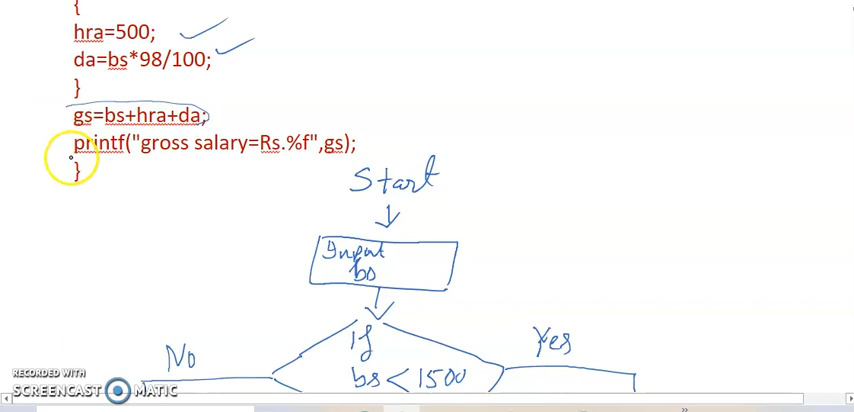 {
hra=500;
da=bs*98/100;
}
gs=bs+hra+da;
printf("gross salary=Rs.%f",gs);
}
Start
Input
bs
If
No
Yes
bs < 1500
RECORDED WITH
SCREENCAST MATIC